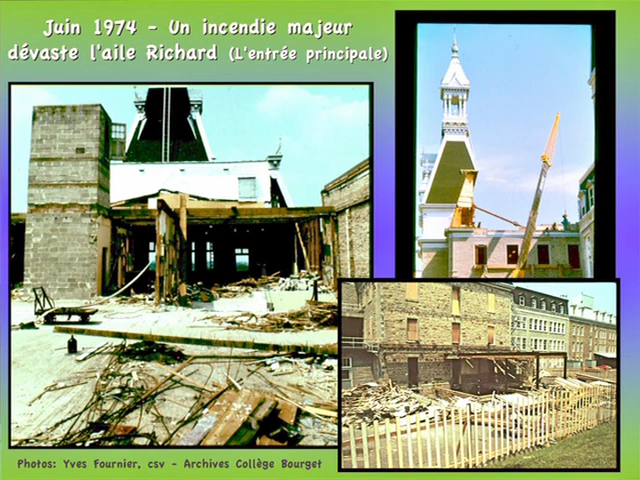 Juin 1974 - Un incendie majeur
dévaste l'aile Richard (L'entrée principale)
Photos: Yves Fournier, csv - Archives Collège Bourget